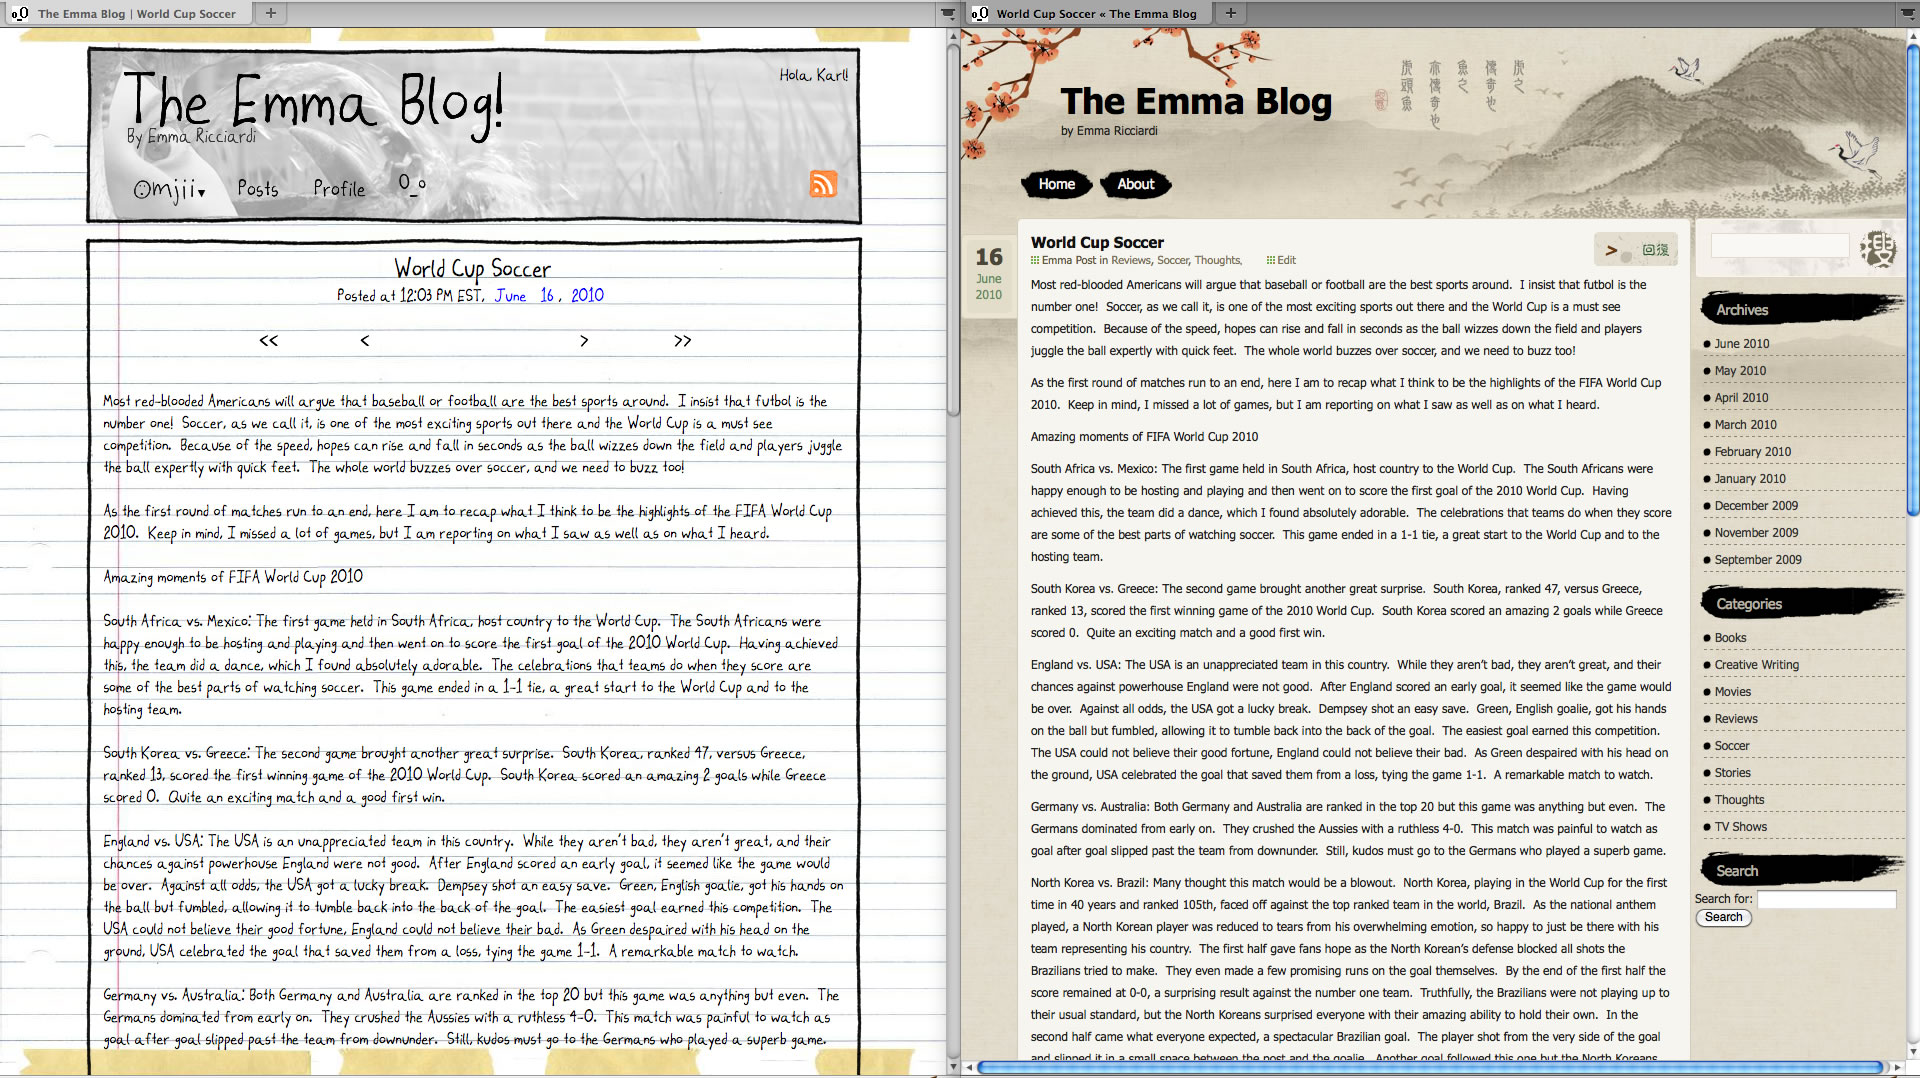 The Emma Blog | World Cup Soccer
Hola, Karl!
The Emma Blog!
By Emma Ricciardi
Omjii♥ Posts Profile O_o
World Cup Soccer
Posted at 12:03 PM EST, June 16, 2010
<< < > >>
Most red-blooded Americans will argue that baseball or football are the best sports around. I insist that futbol is the
number one! Soccer, as we call it, is one of the most exciting sports out there and the World Cup is a must see
competition. Because of the speed, hopes can rise and fall in seconds as the ball wizzes down the field and players juggle
the ball expertly with quick feet. The whole world buzzes over soccer, and we need to buzz too!
As the first round of matches run to an end, here I am to recap what I think to be the highlights of the FIFA World Cup
2010. Keep in mind, I missed a lot of games, but I am reporting on what I saw as well as on what I heard.
Amazing moments of FIFA World Cup 2010
South Africa vs. Mexico: The first game held in South Africa, host country to the World Cup. The South Africans were
happy enough to be hosting and playing and then went on to score the first goal of the 2010 World Cup. Having achieved
this, the team did a dance, which I found absolutely adorable. The celebrations that teams do when they score are
some of the best parts of watching soccer. This game ended in a 1-1 tie, a great start to the World Cup and to the
hosting team.
South Korea vs. Greece: The second game brought another great surprise. South Korea, ranked 47, versus Greece,
ranked 13, scored the first winning game of the 2010 World Cup. South Korea scored an amazing 2 goals while Greece
scored 0. Quite an exciting match and a good first win.
England vs. USA: The USA is an unappreciated team in this country. While they aren't bad, they aren't great, and their
chances against powerhouse England were not good. After England scored an early goal, it seemed like the game would
be over. Against all odds, the USA got a lucky break. Dempsey shot an easy save. Green, English goalie, got his hands on
the ball but fumbled, allowing it to tumble back into the back of the goal. The easiest goal earned this competition. The
USA could not believe their good fortune, England could not believe their bad. As Green despaired with his head on the
ground, USA celebrated the goal that saved them from a loss, tying the game 1-1. A remarkable match to watch.
Germany vs. Australia: Both Germany and Australia are ranked in the top 20 but this game was anything but even. The
Germans dominated from early on. They crushed the Aussies with a ruthless 4-0. This match was painful to watch as
goal after goal slipped past the team from downunder. Still, kudos must go to the Germans who played a superb game.
World Cup Soccer « The Emma Blog
The Emma Blog
by Emma Ricciardi
Home About
16
June
2010
World Cup Soccer
Emma Post in Reviews, Soccer, Thoughts, Edit
> 回復
Most red-blooded Americans will argue that baseball or football are the best sports around. I insist that futbol is the
number one! Soccer, as we call it, is one of the most exciting sports out there and the World Cup is a must see
competition. Because of the speed, hopes can rise and fall in seconds as the ball wizzes down the field and players
juggle the ball expertly with quick feet. The whole world buzzes over soccer, and we need to buzz too!
As the first round of matches run to an end, here I am to recap what I think to be the highlights of the FIFA World Cup
2010. Keep in mind, I missed a lot of games, but I am reporting on what I saw as well as on what I heard.
Amazing moments of FIFA World Cup 2010
South Africa vs. Mexico: The first game held in South Africa, host country to the World Cup. The South Africans were
happy enough to be hosting and playing and then went on to score the first goal of the 2010 World Cup. Having
achieved this, the team did a dance, which I found absolutely adorable. The celebrations that teams do when they score
are some of the best parts of watching soccer. This game ended in a 1-1 tie, a great start to the World Cup and to the
hosting team.
South Korea vs. Greece: The second game brought another great surprise. South Korea, ranked 47, versus Greece,
ranked 13, scored the first winning game of the 2010 World Cup. South Korea scored an amazing 2 goals while Greece
scored 0. Quite an exciting match and a good first win.
England vs. USA: The USA is an unappreciated team in this country. While they aren't bad, they aren't great, and their
chances against powerhouse England were not good. After England scored an early goal, it seemed like the game would
be over. Against all odds, the USA got a lucky break. Dempsey shot an easy save. Green, English goalie, got his hands
on the ball but fumbled, allowing it to tumble back into the back of the goal. The easiest goal earned this competition.
The USA could not believe their good fortune, England could not believe their bad. As Green despaired with his head on
the ground, USA celebrated the goal that saved them from a loss, tying the game 1-1. A remarkable match to watch.
Germany vs. Australia: Both Germany and Australia are ranked in the top 20 but this game was anything but even. The
Germans dominated from early on. They crushed the Aussies with a ruthless 4-0. This match was painful to watch as
goal after goal slipped past the team from downunder. Still, kudos must go to the Germans who played a superb game.
North Korea vs. Brazil: Many thought this match would be a blowout. North Korea, playing in the World Cup for the first
time in 40 years and ranked 105th, faced off against the top ranked team in the world, Brazil. As the national anthem
played, a North Korean player was reduced to tears from his overwhelming emotion, so happy to just be there with his
team representing his country. The first half gave fans hope as the North Korean's defense blocked all shots the
Brazilians tried to make. They even made a few promising runs on the goal themselves. By the end of the first half the
score remained at 0-0, a surprising result against the number one team. Truthfully, the Brazilians were not playing up to
their usual standard, but the North Koreans surprised everyone with their amazing ability to hold their own. In the
second half came what everyone expected, a spectacular Brazilian goal. The player shot from the very side of the goal
and slipped it in a small space between the post and the goalie. Another goal followed this one but the North Koreans
Archives
June 2010
May 2010
April 2010
March 2010
February 2010
January 2010
December 2009
November 2009
September 2009
Categories
Books
Creative Writing
Movies
Reviews
Soccer
Stories
Thoughts
TV Shows
Search
Search for:
Search